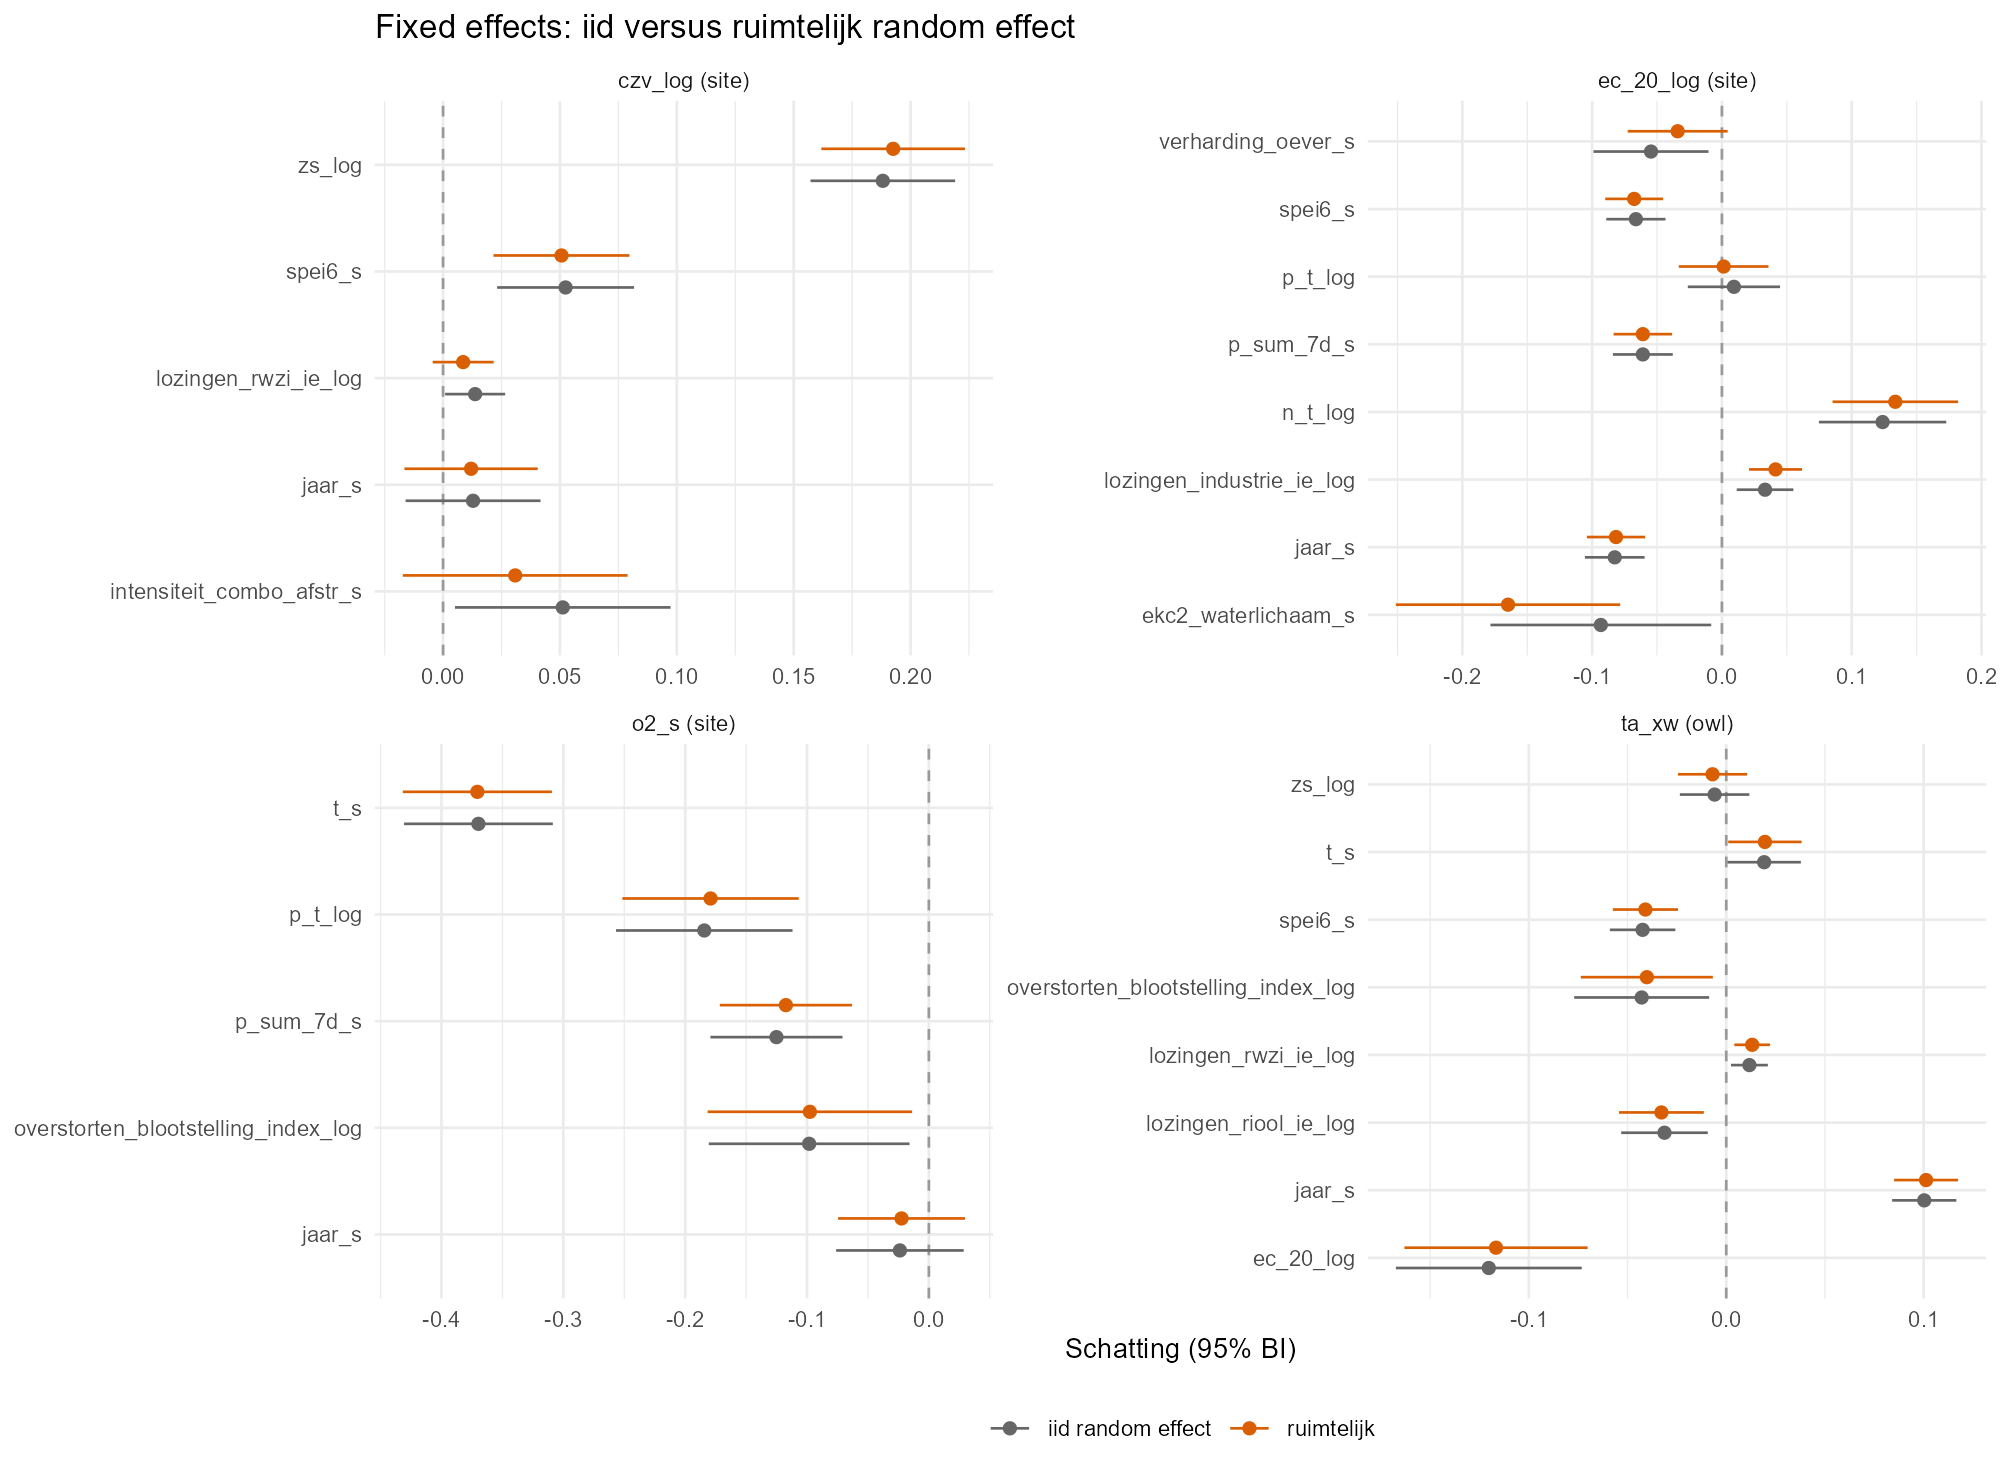 Fixed effects: iid versus ruimtelijk random effect
czv_log (site)
zs_log
spei6_s
lozingen_rwzi_ie_log
jaar_s
intensiteit_combo_afstr_s
0.00 0.05 0.10 0.15 0.20
ec_20_log (site)
verharding_oever_s
spei6_s
p_t_log
p_sum_7d_s
n_t_log
lozingen_industrie_ie_log
jaar_s
ekc2_waterlichaam_s
-0.2 -0.1 0.0 0.1 0.2
o2_s (site)
t_s
p_t_log
p_sum_7d_s
overstorten_blootstelling_index_log
jaar_s
-0.4 -0.3 -0.2 -0.1 0.0
ta_xw (owl)
zs_log
t_s
spei6_s
overstorten_blootstelling_index_log
lozingen_rwzi_ie_log
lozingen_riool_ie_log
jaar_s
ec_20_log
-0.1 0.0 0.1
Schatting (95% BI)
iid random effect ruimtelijk